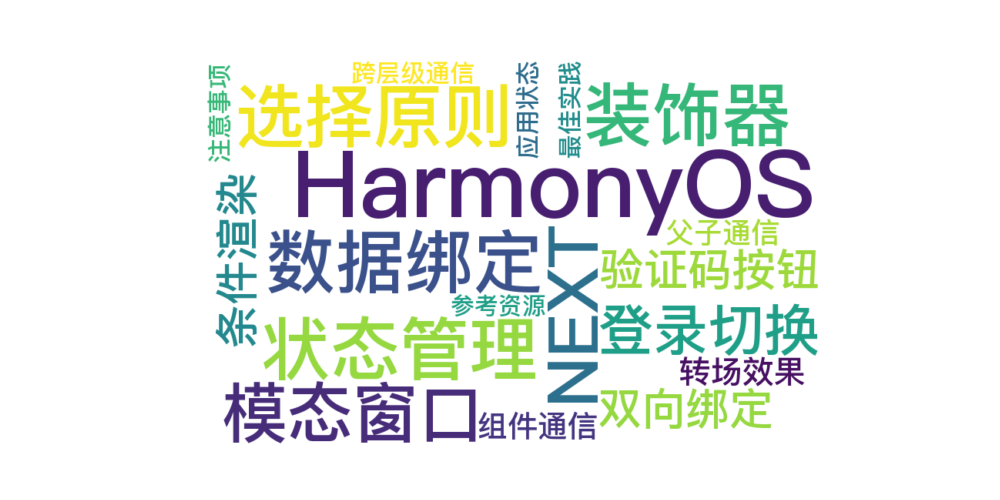 跨层级通信
注意事项
选择原则
应用状态
最佳实践
装饰器
HarmonyOS
条件渲染
数据绑定
NEXT
父子通信
验证码按钮
参考资源
状态管理
登录切换
转场效果
模态窗口
组件通信
双向绑定